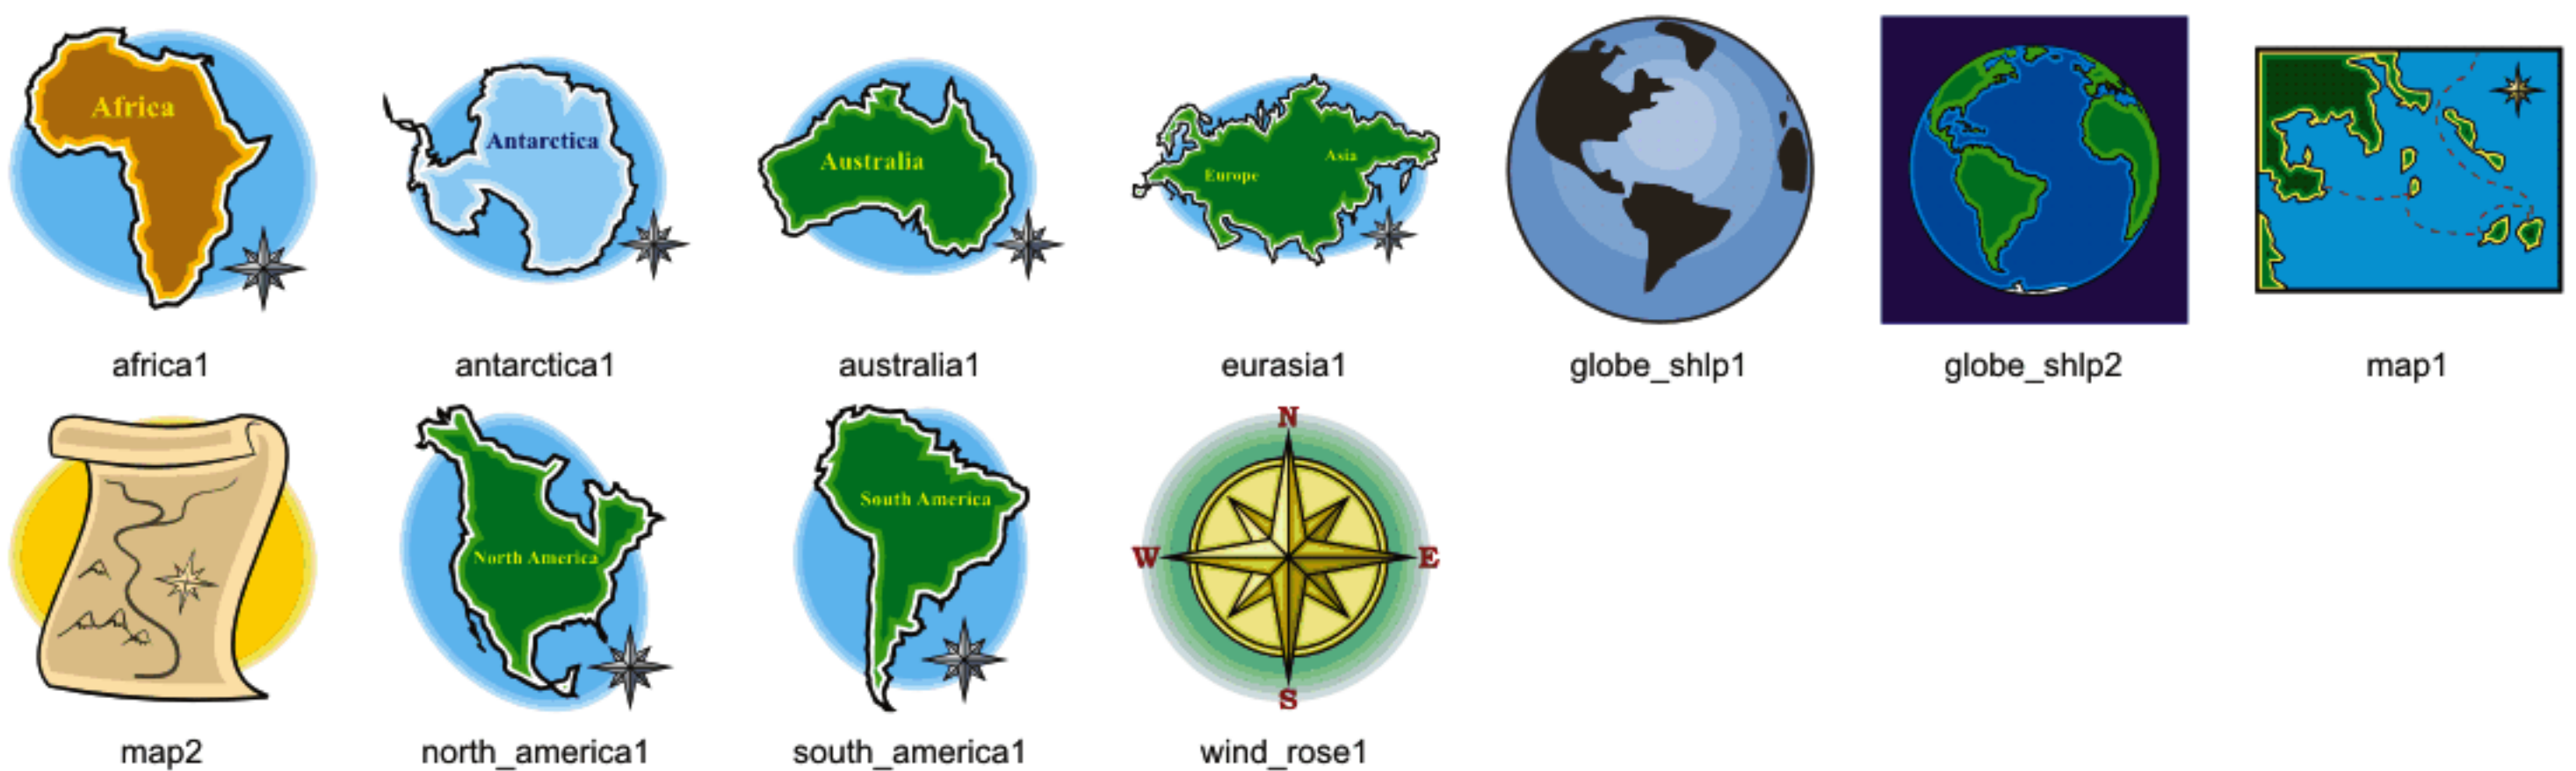 Africa
Antarctica
Australia
Europe
Asia
africa1
antarctica1
australia1
eurasia1
globe_shlp1
globe_shlp2
map1
North America
South America
N
W
E
S
map2
north_america1
south_america1
wind_rose1